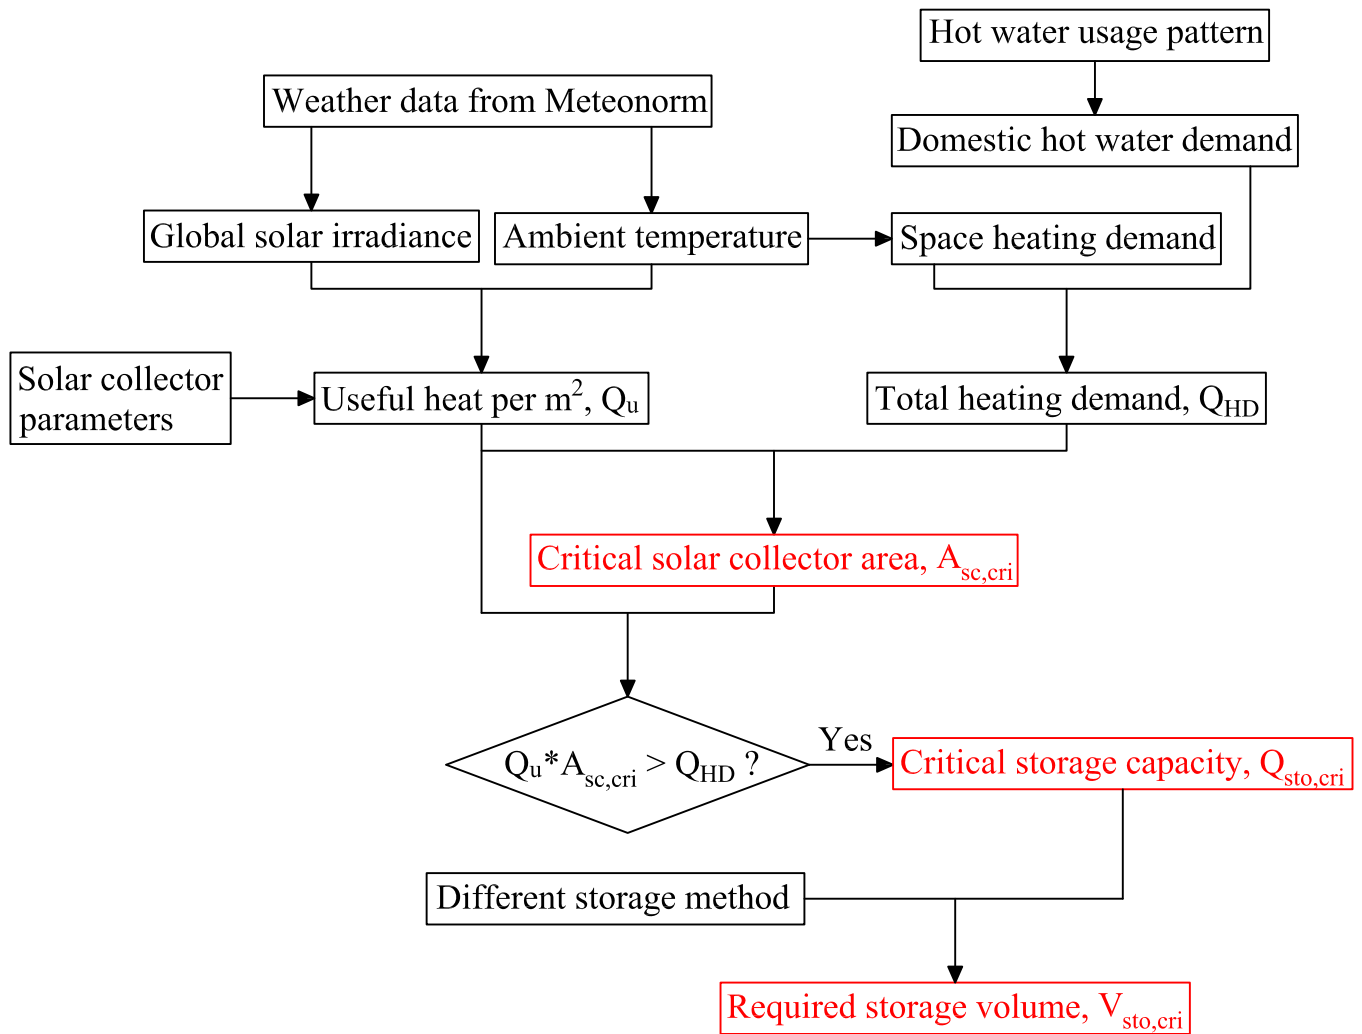 Hot water usage pattern
Weather data from Meteonorm
Domestic hot water demand
Global solar irradiance
Ambient temperature
Space heating demand
Solar collector
parameters
Useful heat per m², Qu
Total heating demand, QHD
Critical solar collector area, Asc,cri
Qu*Asc,cri > QHD ?
Yes
Critical storage capacity, Qsto,cri
Different storage method
Required storage volume, Vsto,cri